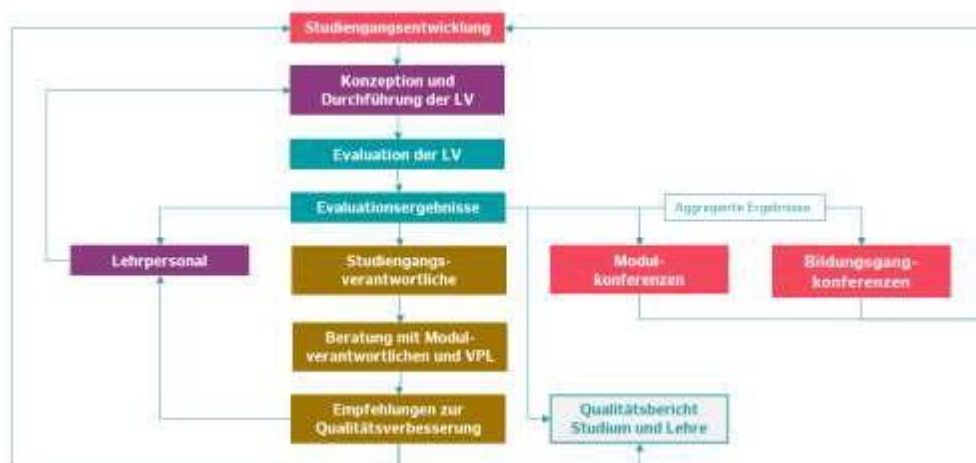 Studiengangsentwicklung
Konzeption und
Durchführung der LV
Evaluation der LV
Evaluationsergebnisse
Aggregierte Ergebnisse
Lehrpersonal
Studiengangs-
verantwortliche
Modul-
konferenzen
Bildungsgang-
konferenzen
Beratung mit Modul-
verantwortlichen und VPL
Empfehlungen zur
Qualitätsverbesserung
Qualitätsbericht
Studium und Lehre